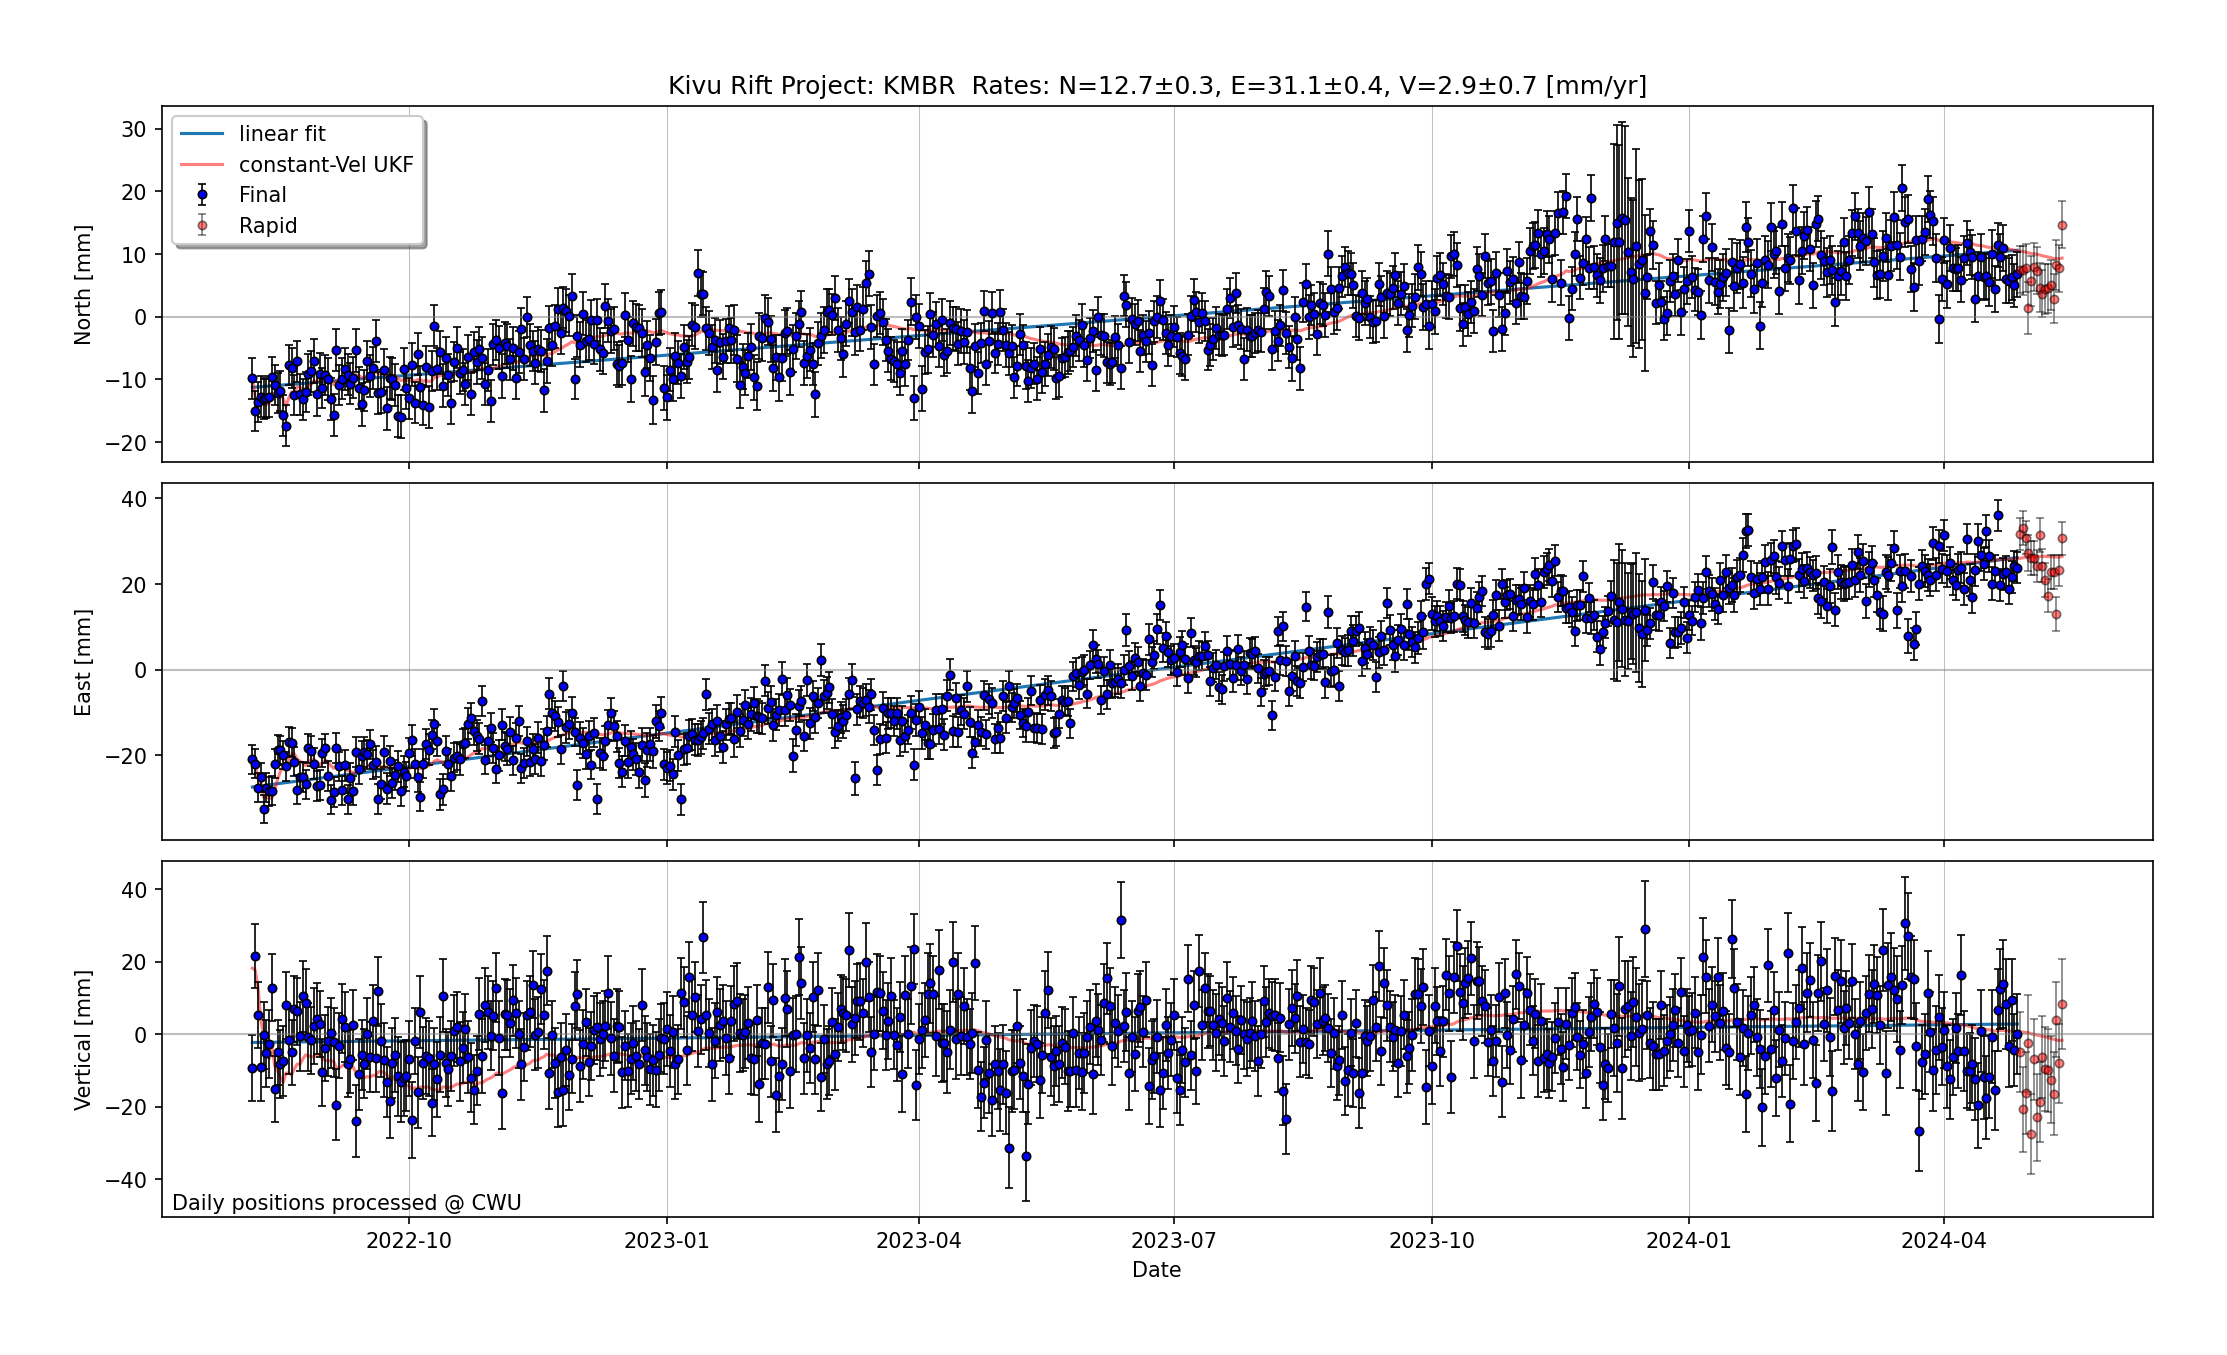 Kivu Rift Project: KMBR  Rates: N=12.7±0.3, E=31.1±0.4, V=2.9±0.7 [mm/yr]
linear fit
constant-Vel UKF
Final
Rapid
North [mm]
30
20
10
0
−10
−20
East [mm]
40
20
0
−20
Vertical [mm]
40
20
0
−20
−40
Daily positions processed @ CWU
2022-10
2023-01
2023-04
2023-07
2023-10
2024-01
2024-04
Date